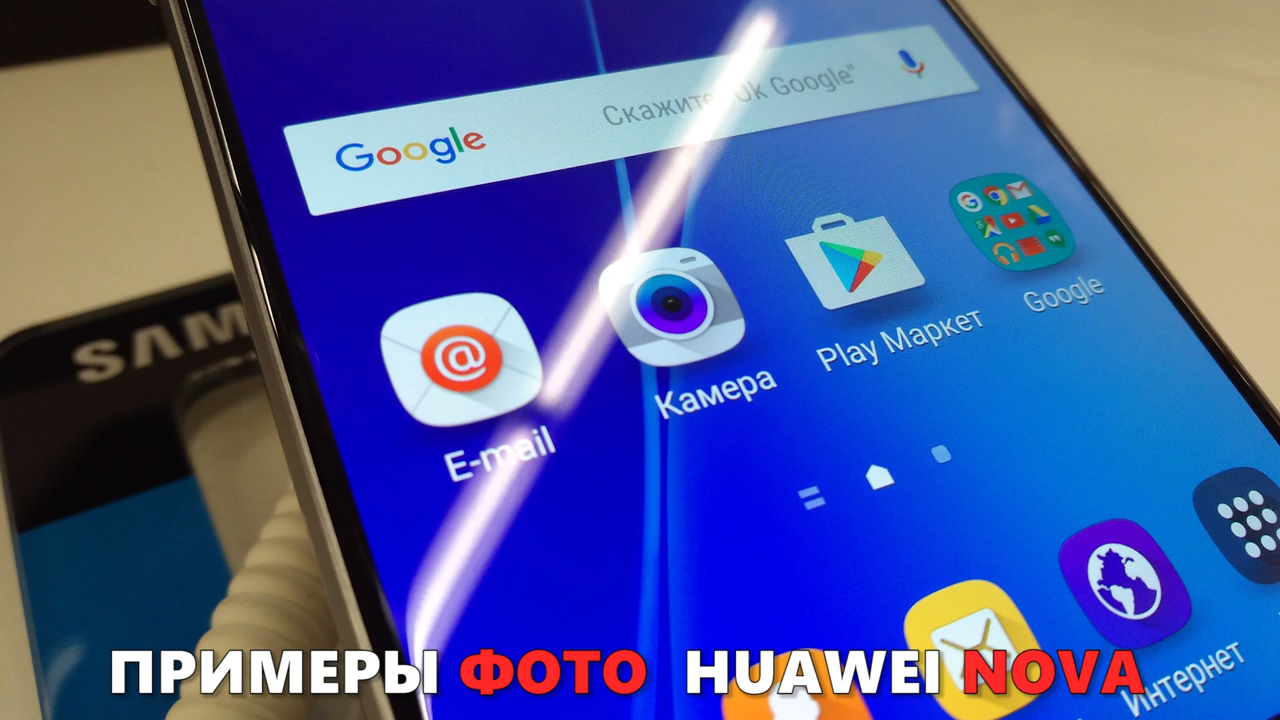 Google Скажите "Ok Google"
SAM
E-mail
Камера
Play Маркет
Google
Интернет
ПРИМЕРЫ ФОТО HUAWEI NOVA